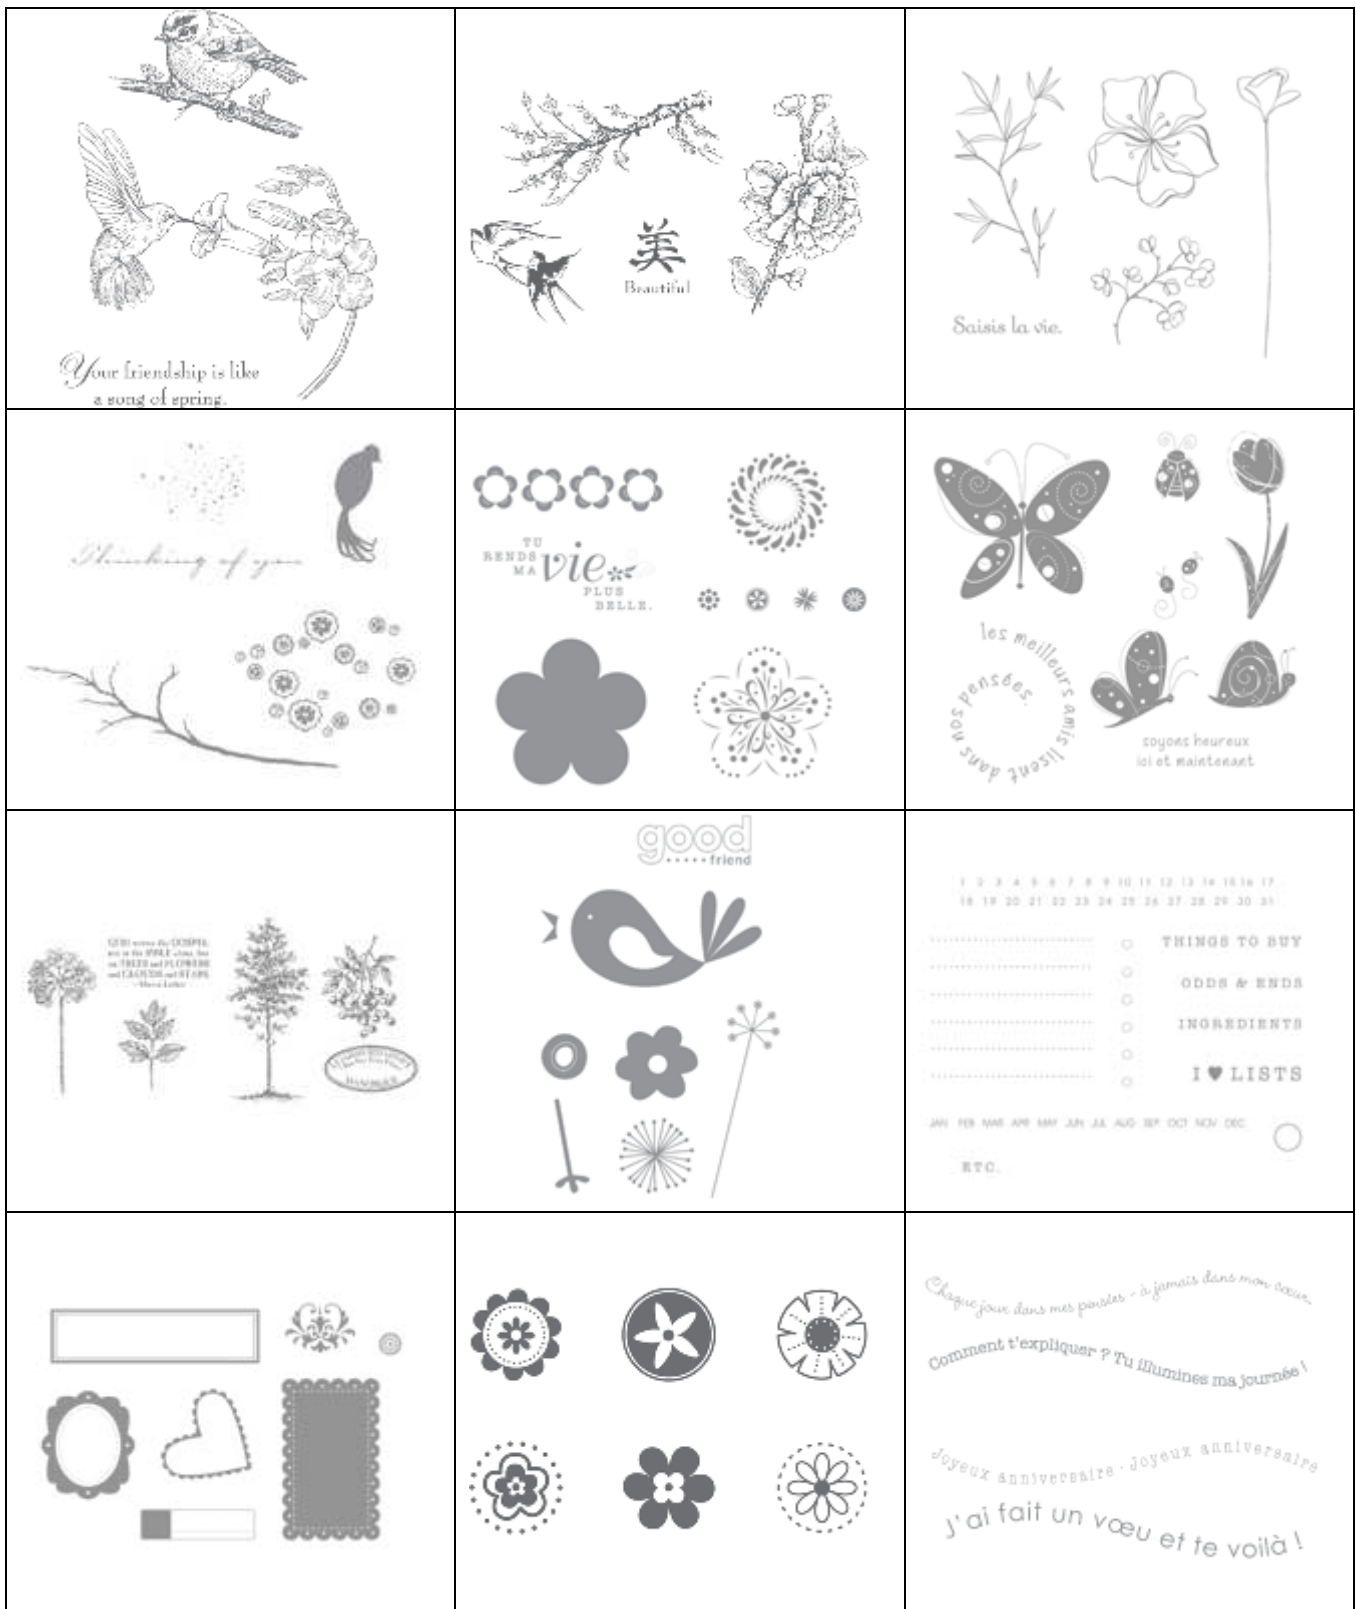 Your friendship is like
a song of spring.
美
Beautiful
Saisis la vie.
Thinking of you
TU
RENDS
MA vie
PLUS
BELLE.
les meilleurs amis lisent dans nos pensées.
soyons heureux
ici et maintenant
good
friend
1 2 3 4 5 6 7 8 9 10 11 12 13 14 15 16 17
18 19 20 21 22 23 24 25 26 27 28 29 30 31
THINGS TO BUY
ODDS & ENDS
INGREDIENTS
I ♥ LISTS
JAN FEB MAR APR MAY JUN JUL AUG SEP OCT NOV DEC
ETC.
Chaque jour dans mes pensées - à jamais dans mon cœur.
Comment t'expliquer ? Tu illumines ma journée !
Joyeux anniversaire · Joyeux anniversaire
J'ai fait un vœu et te voilà !